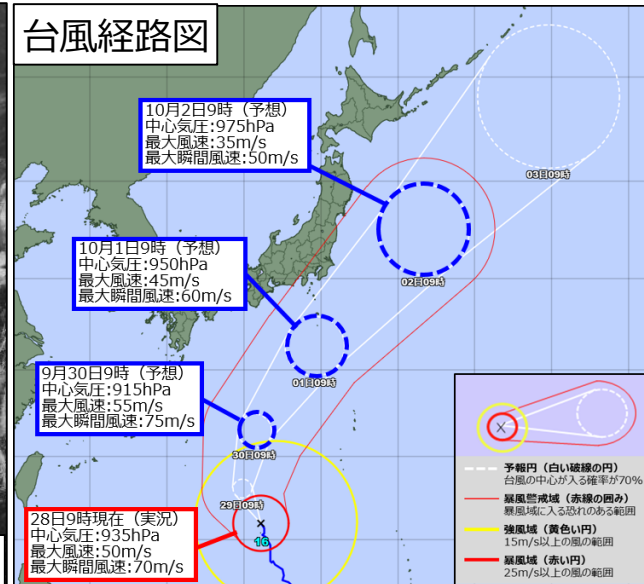 台風経路図
10月2日9時（予想）
中心気圧:975hPa
最大風速:35m/s
最大瞬間風速:50m/s
03日09時
10月1日9時（予想）
中心気圧:950hPa
最大風速:45m/s
最大瞬間風速:60m/s
02日09時
9月30日9時（予想）
中心気圧:915hPa
最大風速:55m/s
最大瞬間風速:75m/s
01日09時
30日09時
29日09時
28日9時現在（実況）
中心気圧:935hPa
最大風速:50m/s
最大瞬間風速:70m/s
16
予報円（白い破線の円）
台風の中心が入る確率が70%
暴風警戒域（赤線の囲み）
暴風域に入る恐れのある範囲
強風域（黄色い円）
15m/s以上の風の範囲
暴風域（赤い円）
25m/s以上の風の範囲